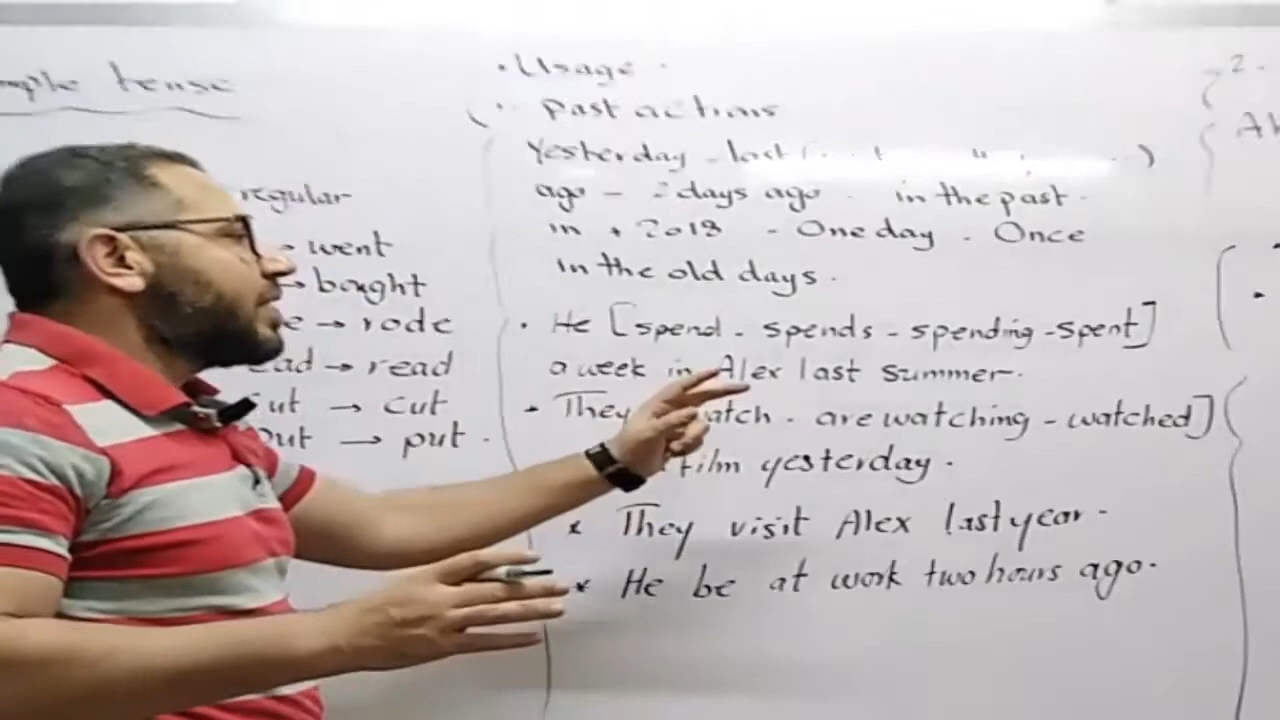 tense
regular
went
bought
→ rode
→ read
cut → cut
put → put.
• Usage.
past actions
Yesterday - last
ago - 2 days ago - in the past.
in 2018 - One day - Once
in the old days.
• He [spend - spends - spending - spent]
a week in Alex last summer.
• They watch - are watching - watched]
film yesterday.
* They visit Alex last year.
* He be at work two hours ago.
2.